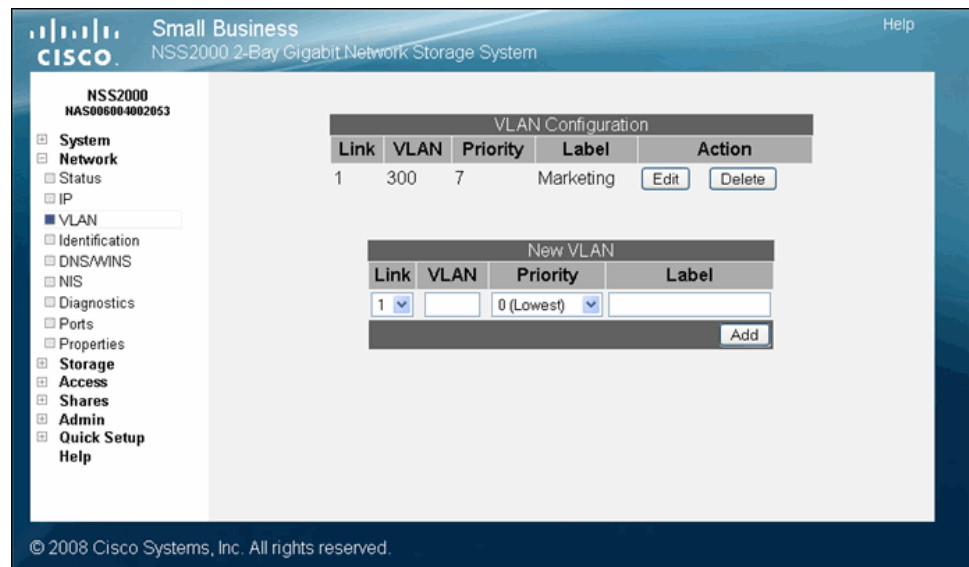 Small Business
Help
CISCO.
NSS2000 2-Bay Gigabit Network Storage System
NSS2000
NAS006004002053
System
Network
Status
IP
VLAN
Identification
DNS/WINS
NIS
Diagnostics
Ports
Properties
Storage
Access
Shares
Admin
Quick Setup
Help
VLAN Configuration
Link VLAN Priority Label Action
1 300 7 Marketing Edit Delete
New VLAN
Link VLAN Priority Label
1 0 (Lowest)
Add
© 2008 Cisco Systems, Inc. All rights reserved.